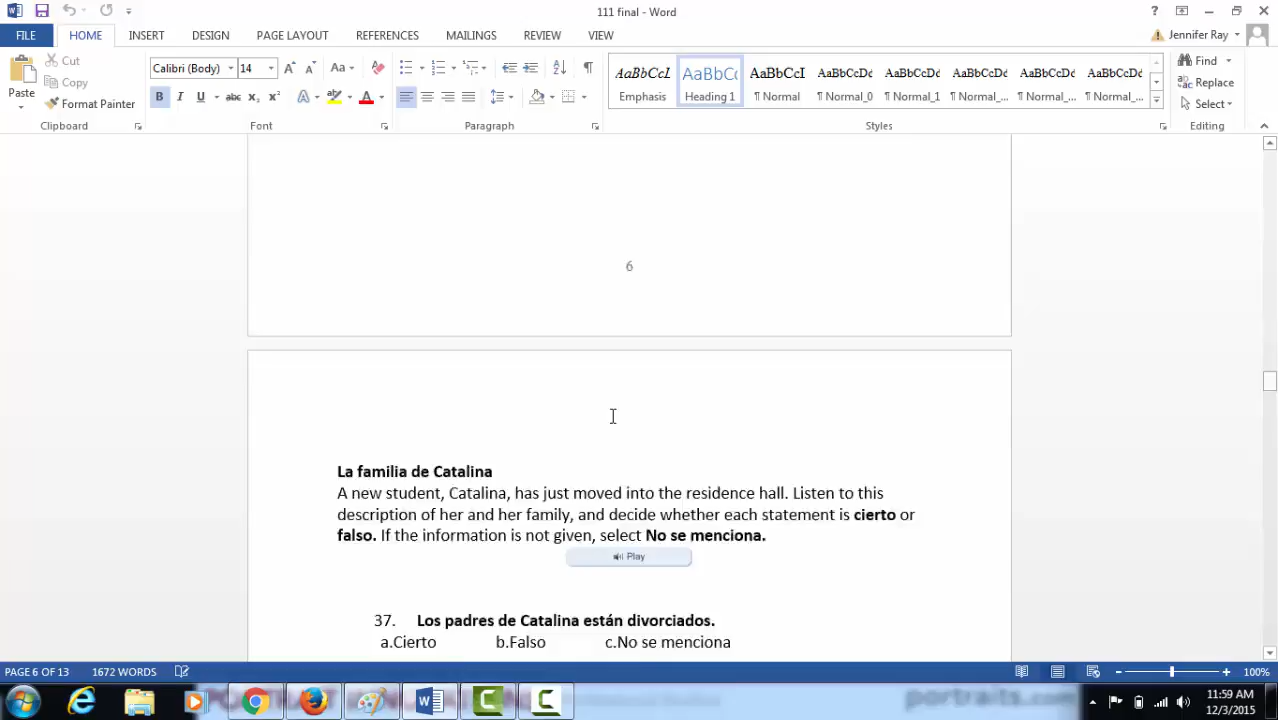 111 final - Word
FILE HOME INSERT DESIGN PAGE LAYOUT REFERENCES MAILINGS REVIEW VIEW Jennifer Ray
Cut
Copy
Format Painter
Paste
Clipboard
Calibri (Body) 14
Font
Paragraph
AaBbCcI AaBbCc AaBbCcI AaBbCcDc AaBbCcDc AaBbCcDc AaBbCcDc AaBbCcDc
Emphasis Heading 1 ¶ Normal ¶ Normal_0 ¶ Normal_1 ¶ Normal_... ¶ Normal_... ¶ Normal_...
Styles
Find
Replace
Select
Editing
6
La familia de Catalina
A new student, Catalina, has just moved into the residence hall. Listen to this
description of her and her family, and decide whether each statement is cierto or
falso. If the information is not given, select No se menciona.
Play
37. Los padres de Catalina están divorciados.
a.Cierto b.Falso c.No se menciona
PAGE 6 OF 13 1672 WORDS 100%
portraits.com
11:59 AM
12/3/2015